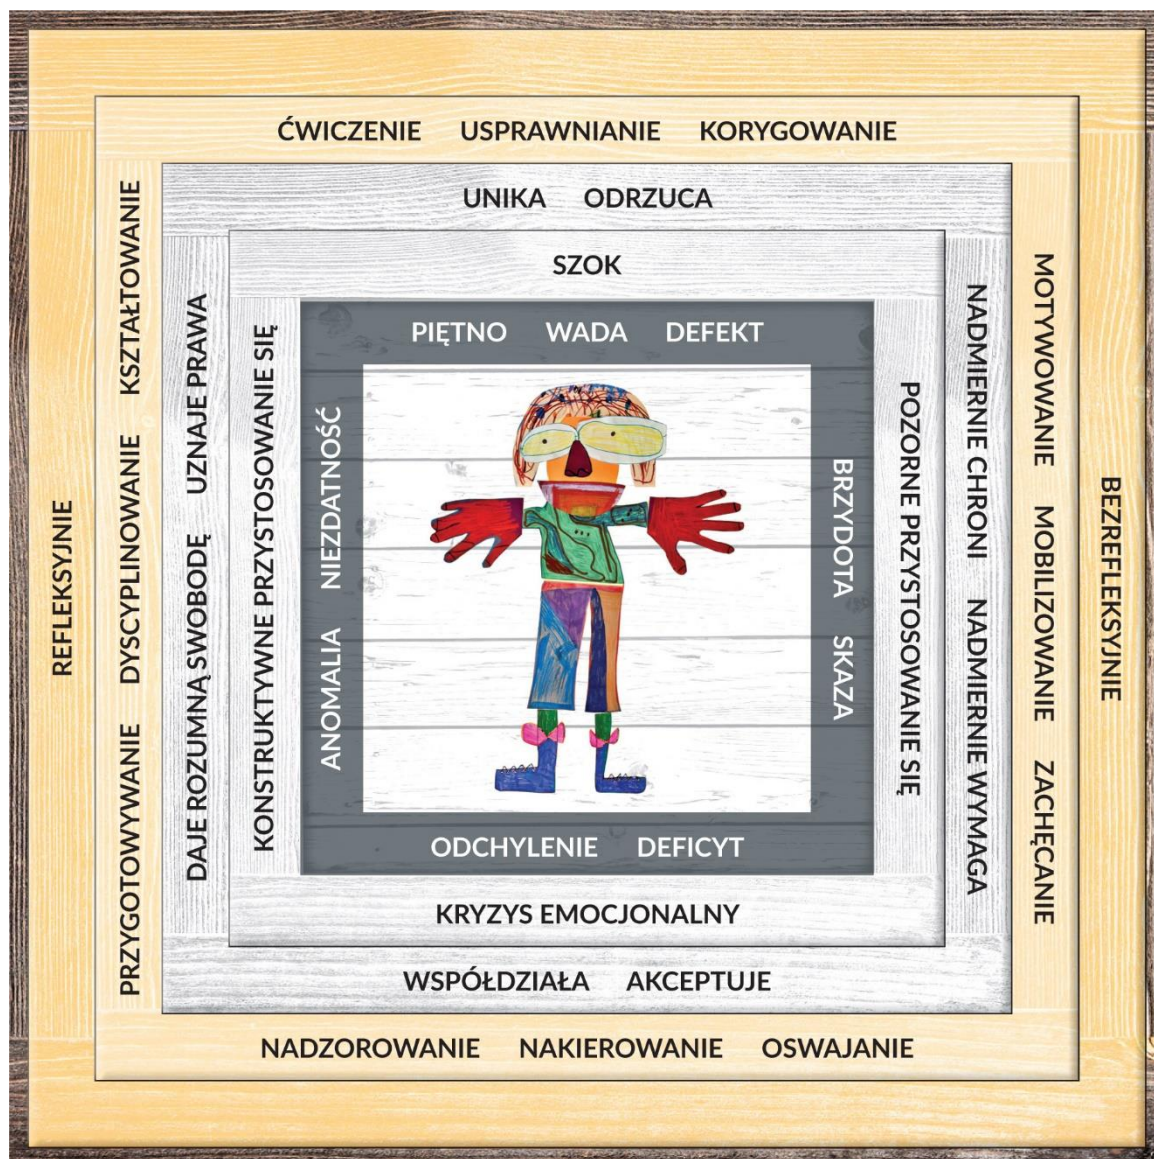 ĆWICZENIE USPRAWNIANIE KORYGOWANIE
UNIKA ODRZUCA
SZOK
PIĘTNO WADA DEFEKT
REFLEKSYJNE
PRZYGOTOWYWANIE DYSCYPLINOWANIE KSZTAŁTOWANIE
DAJE ROZUMNĄ SWOBODĘ UZNAJE PRAWA
KONSTRUKTYWNE PRZYSTOSOWANIE SIĘ
ANOMALIA NIEZDATNOŚĆ
BRZYDOTA SKAZA
POZORNE PRZYSTOSOWANIE SIĘ
NADMIERNIE CHRONI NADMIERNIE WYMAGA
MOTYWOWANIE MOBILIZOWANIE ZACHĘCANIE
BEZREFLEKSYJNIE
ODCHYLENIE DEFICYT
KRYZYS EMOCJONALNY
WSPÓŁDZIAŁA AKCEPTUJE
NADZOROWANIE NAKIEROWANIE OSWAJANIE